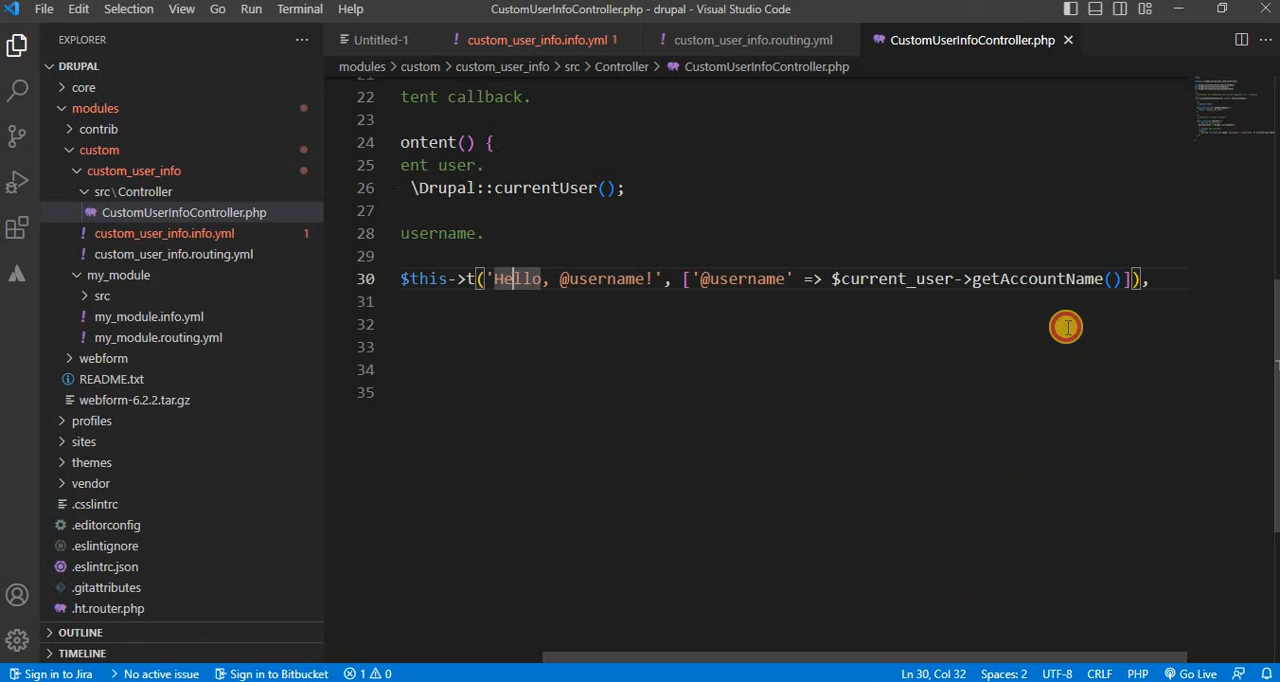 File Edit Selection View Go Run Terminal Help
CustomUserInfoController.php - drupal - Visual Studio Code
EXPLORER
Untitled-1
custom_user_info.info.yml 1
custom_user_info.routing.yml
CustomUserInfoController.php
modules > custom > custom_user_info > src > Controller > CustomUserInfoController.php
DRUPAL
core
modules
contrib
custom
custom_user_info
src\Controller
CustomUserInfoController.php
custom_user_info.info.yml 1
custom_user_info.routing.yml
my_module
src
my_module.info.yml
my_module.routing.yml
webform
README.txt
webform-6.2.2.tar.gz
profiles
sites
themes
vendor
.csslintrc
.editorconfig
.eslintignore
.eslintrc.json
.gitattributes
.ht.router.php
OUTLINE
TIMELINE
22 tent callback.
24 ontent() {
25 ent user.
26 \Drupal::currentUser();
27
28 username.
29
30 $this->t('Hello, @username!', ['@username' => $current_user->getAccountName()]),
31
32
33
34
35
Sign in to Jira No active issue Sign in to Bitbucket 1 0
Ln 30, Col 32 Spaces: 2 UTF-8 CRLF PHP Go Live